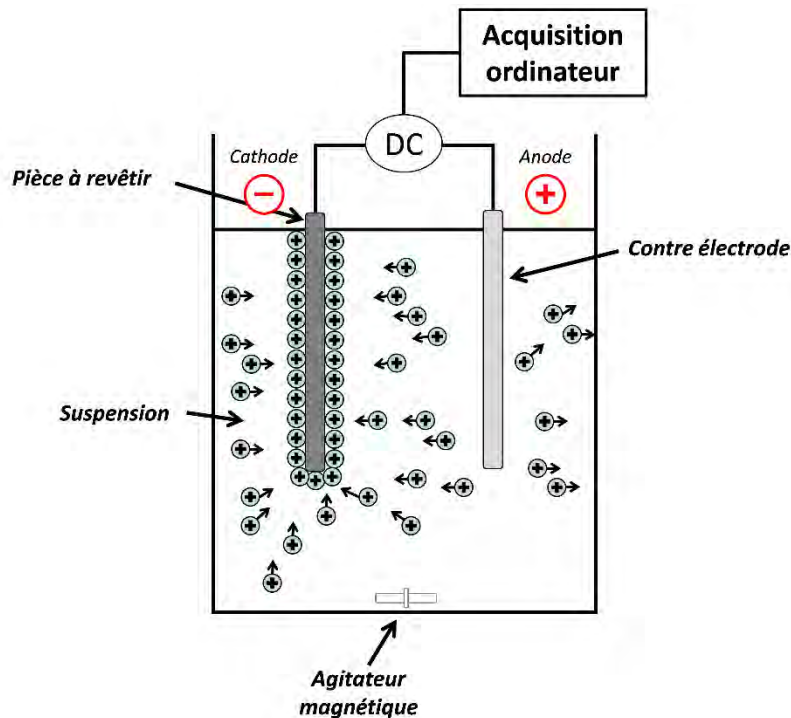 Acquisition
ordinateur
DC
Cathode
Anode
Pièce à revêtir
−
+
Contre électrode
Suspension
Agitateur
magnétique